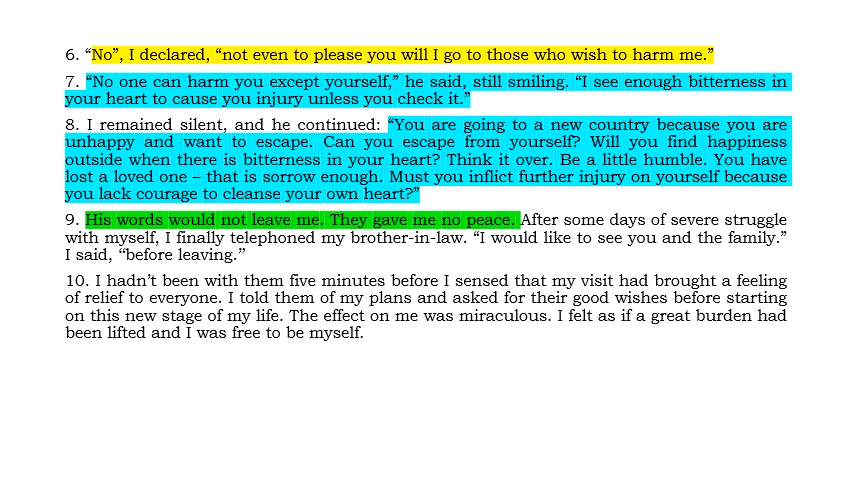 6. “No”, I declared, “not even to please you will I go to those who wish to harm me.”
7. “No one can harm you except yourself,” he said, still smiling. “I see enough bitterness in
your heart to cause you injury unless you check it.”
8. I remained silent, and he continued: “You are going to a new country because you are
unhappy and want to escape. Can you escape from yourself? Will you find happiness
outside when there is bitterness in your heart? Think it over. Be a little humble. You have
lost a loved one – that is sorrow enough. Must you inflict further injury on yourself because
you lack courage to cleanse your own heart?”
9. His words would not leave me. They gave me no peace. After some days of severe struggle
with myself, I finally telephoned my brother-in-law. “I would like to see you and the family.”
I said, “before leaving.”
10. I hadn’t been with them five minutes before I sensed that my visit had brought a feeling
of relief to everyone. I told them of my plans and asked for their good wishes before starting
on this new stage of my life. The effect on me was miraculous. I felt as if a great burden had
been lifted and I was free to be myself.